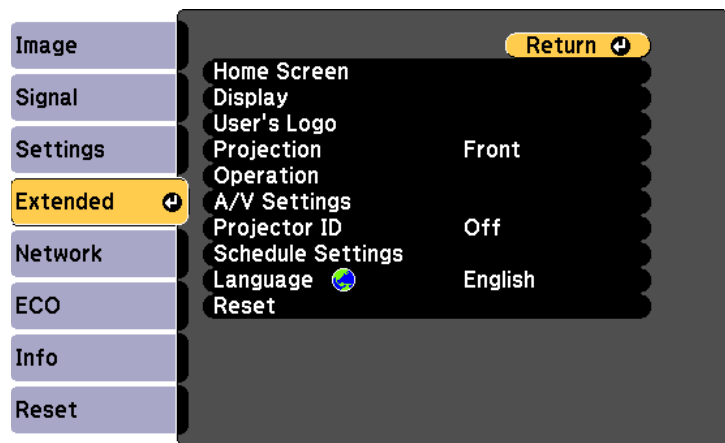 Image
Signal
Settings
Extended
Network
ECO
Info
Reset
Return
Home Screen
Display
User's Logo
Projection Front
Operation
A/V Settings
Projector ID Off
Schedule Settings
Language English
Reset